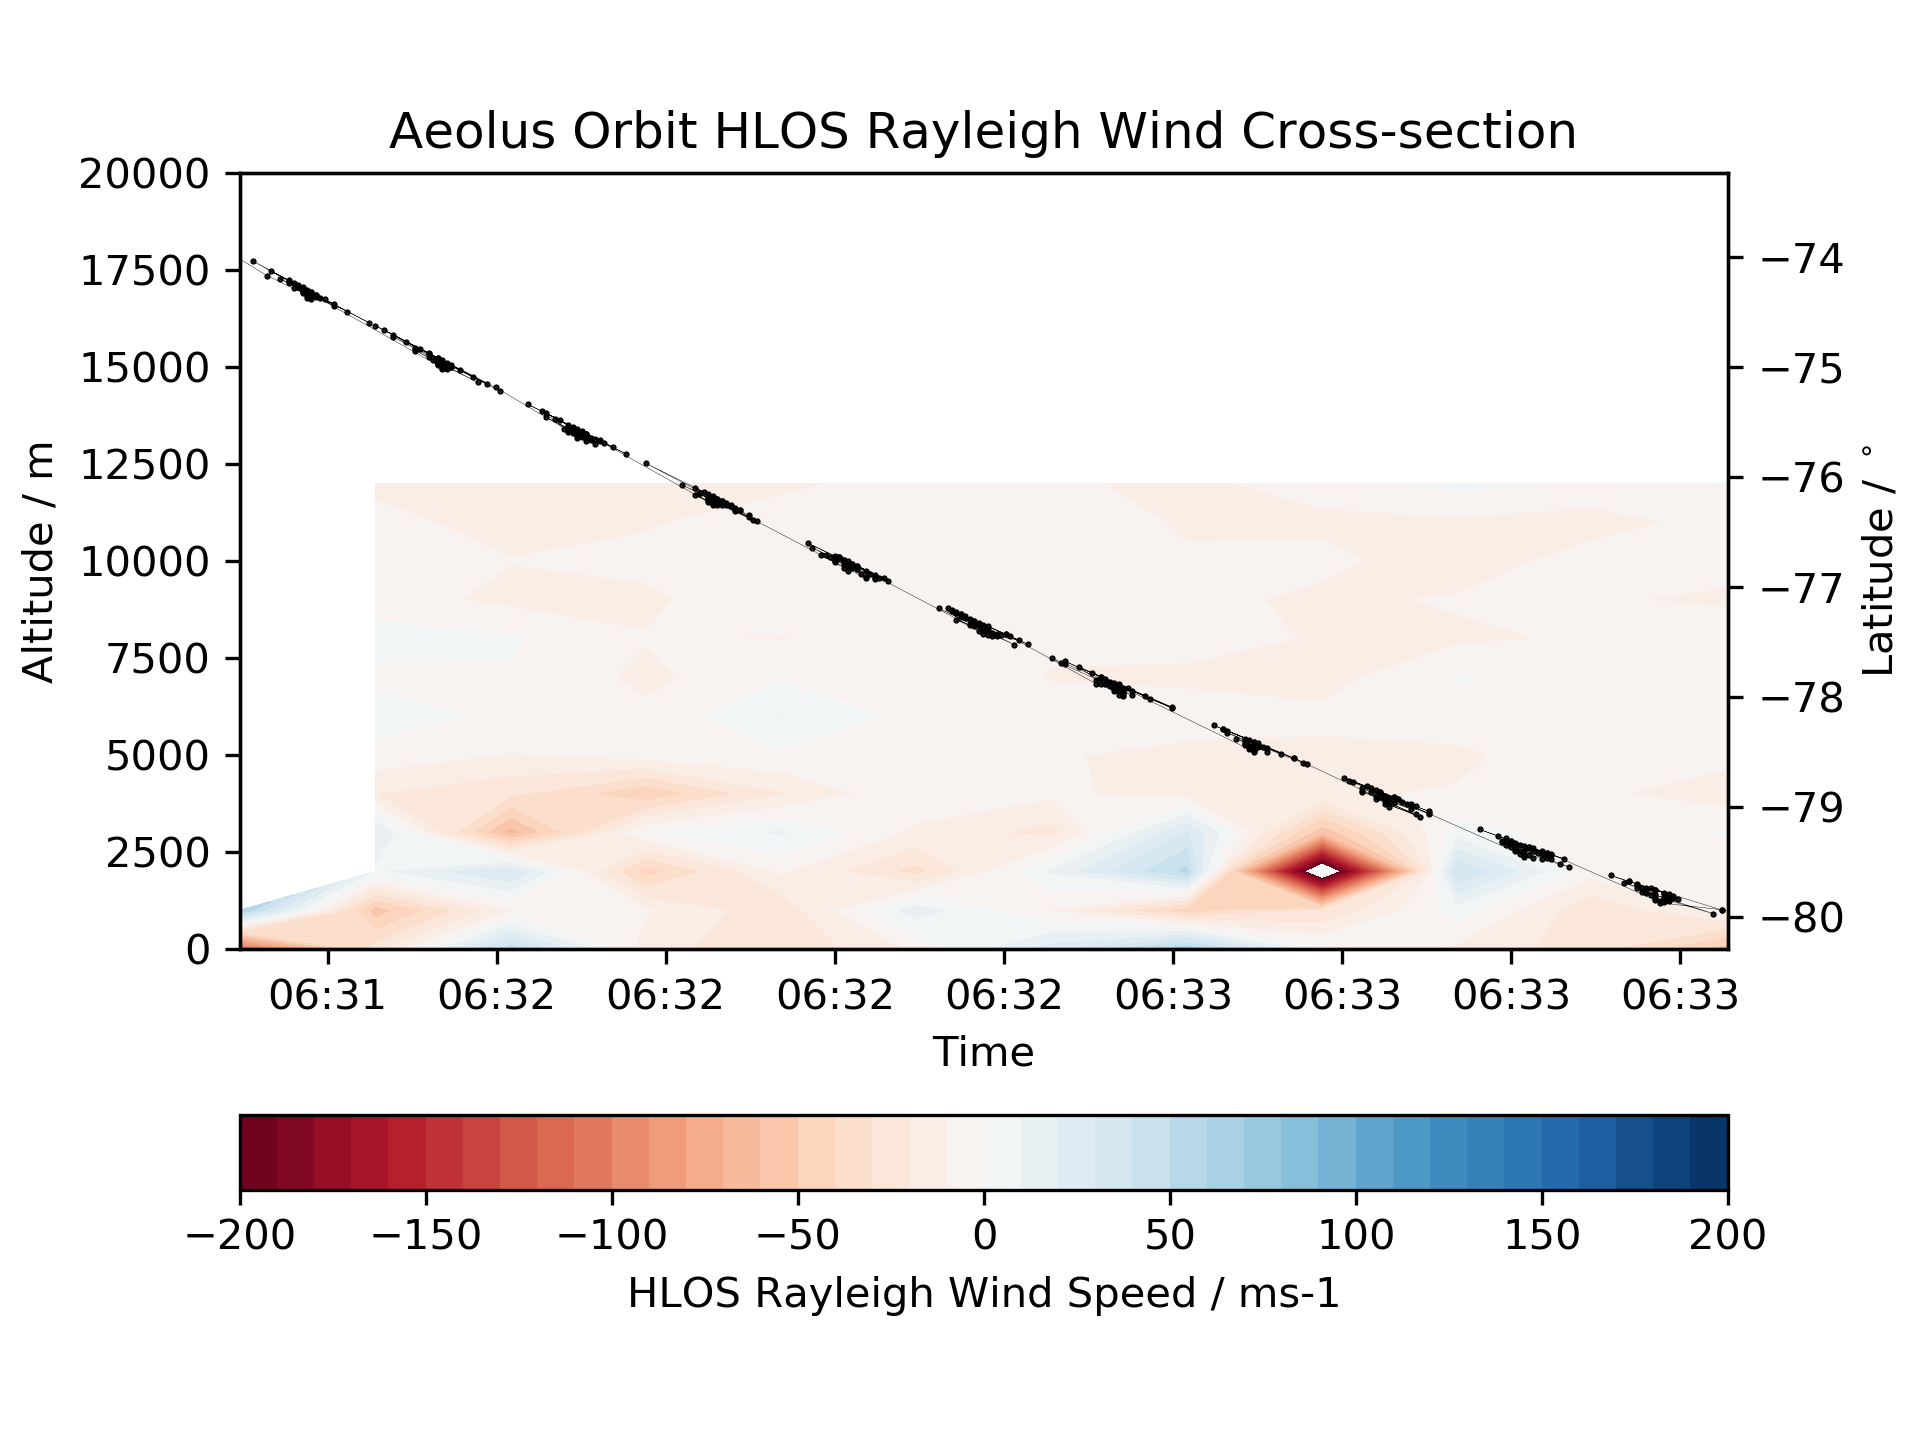 Aeolus Orbit HLOS Rayleigh Wind Cross-section
20000
17500
15000
12500
10000
7500
5000
2500
0
Altitude / m
−74
−75
−76
−77
−78
−79
−80
Latitude / °
06:31 06:32 06:32 06:32 06:32 06:33 06:33 06:33 06:33
Time
−200 −150 −100 −50 0 50 100 150 200
HLOS Rayleigh Wind Speed / ms-1